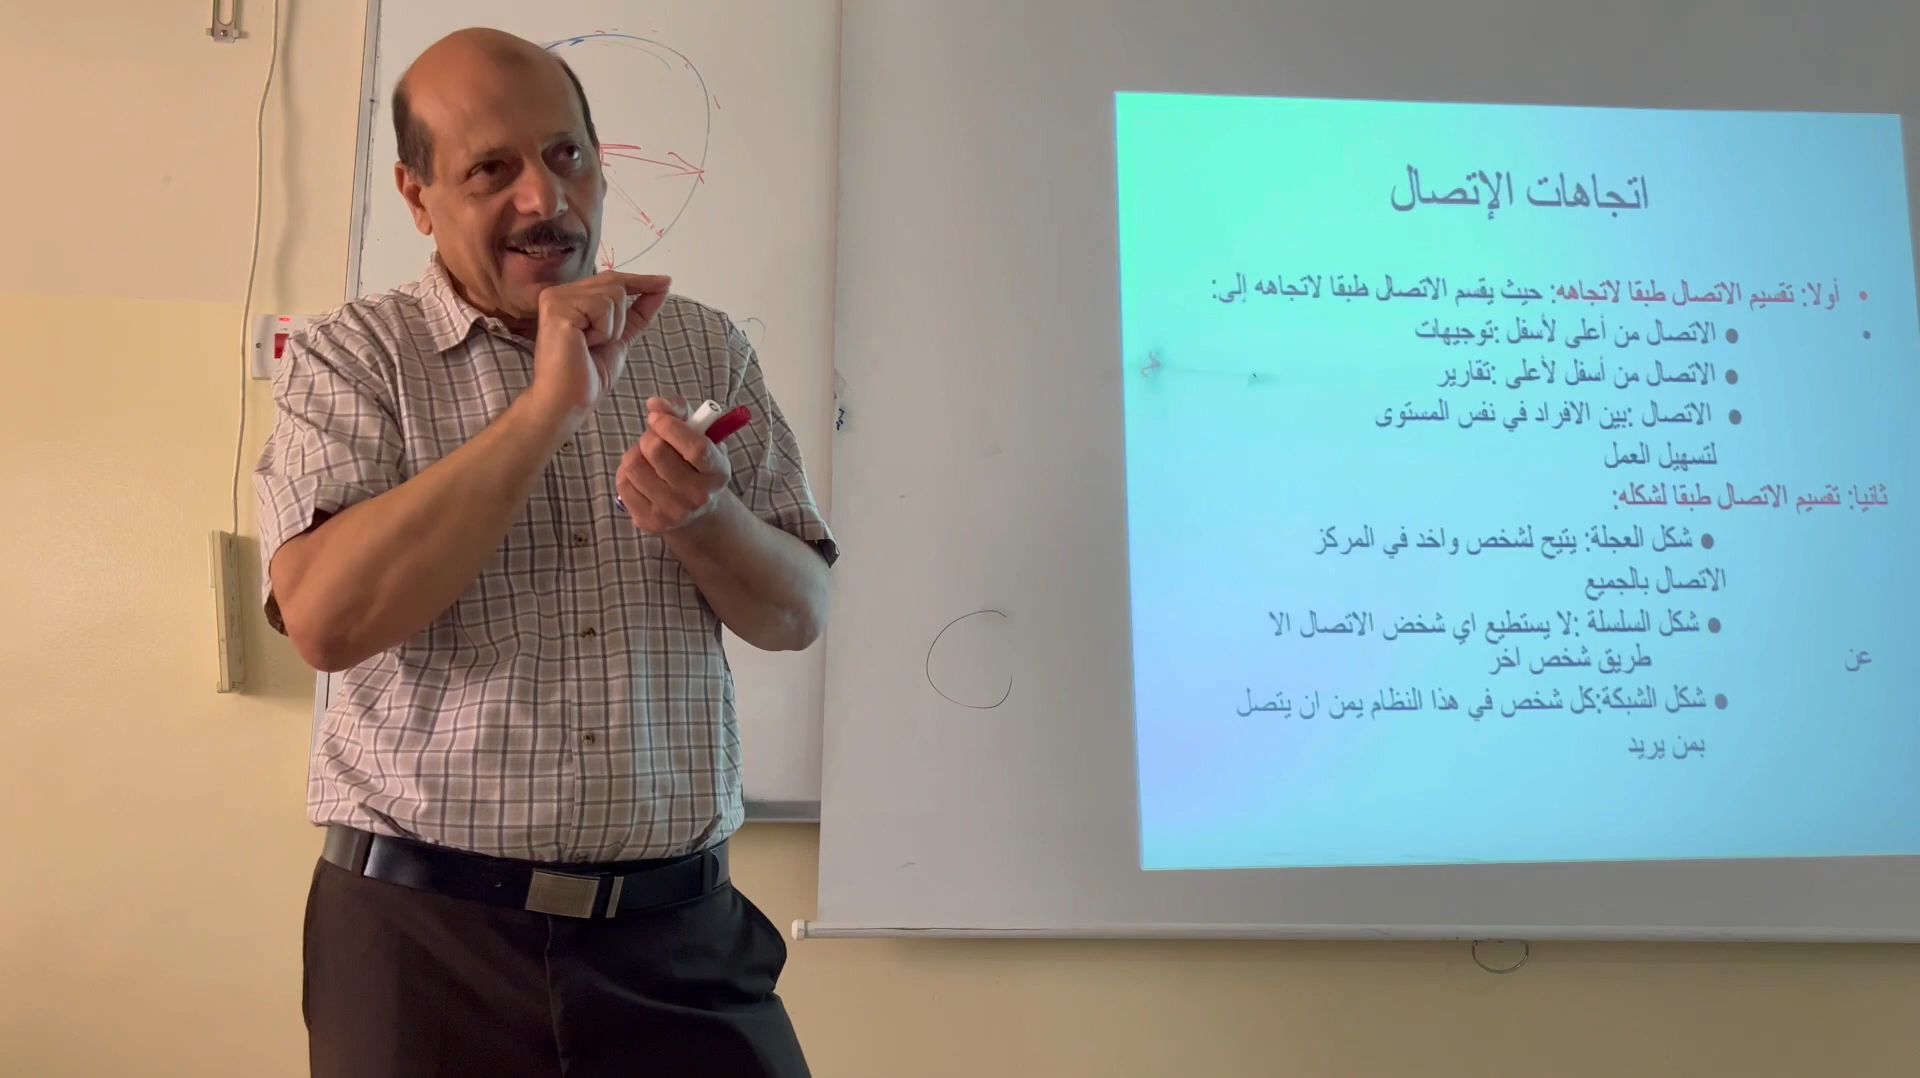 اتجاهات الإتصال
• أولا: تقسيم الاتصال طبقا لاتجاهه: حيث يقسم الاتصال طبقا لاتجاهه إلى:
• ● الاتصال من أعلى لأسفل :توجيهات
● الاتصال من أسفل لأعلى :تقارير
● الاتصال :بين الافراد في نفس المستوى
لتسهيل العمل
ثانيا: تقسيم الاتصال طبقا لشكله:
● شكل العجلة: يتيح لشخص واخد في المركز
الاتصال بالجميع
● شكل السلسلة :لا يستطيع اي شخض الاتصال الا
عن طريق شخص اخر
● شكل الشبكة:كل شخص في هذا النظام يمن ان يتصل
بمن يريد